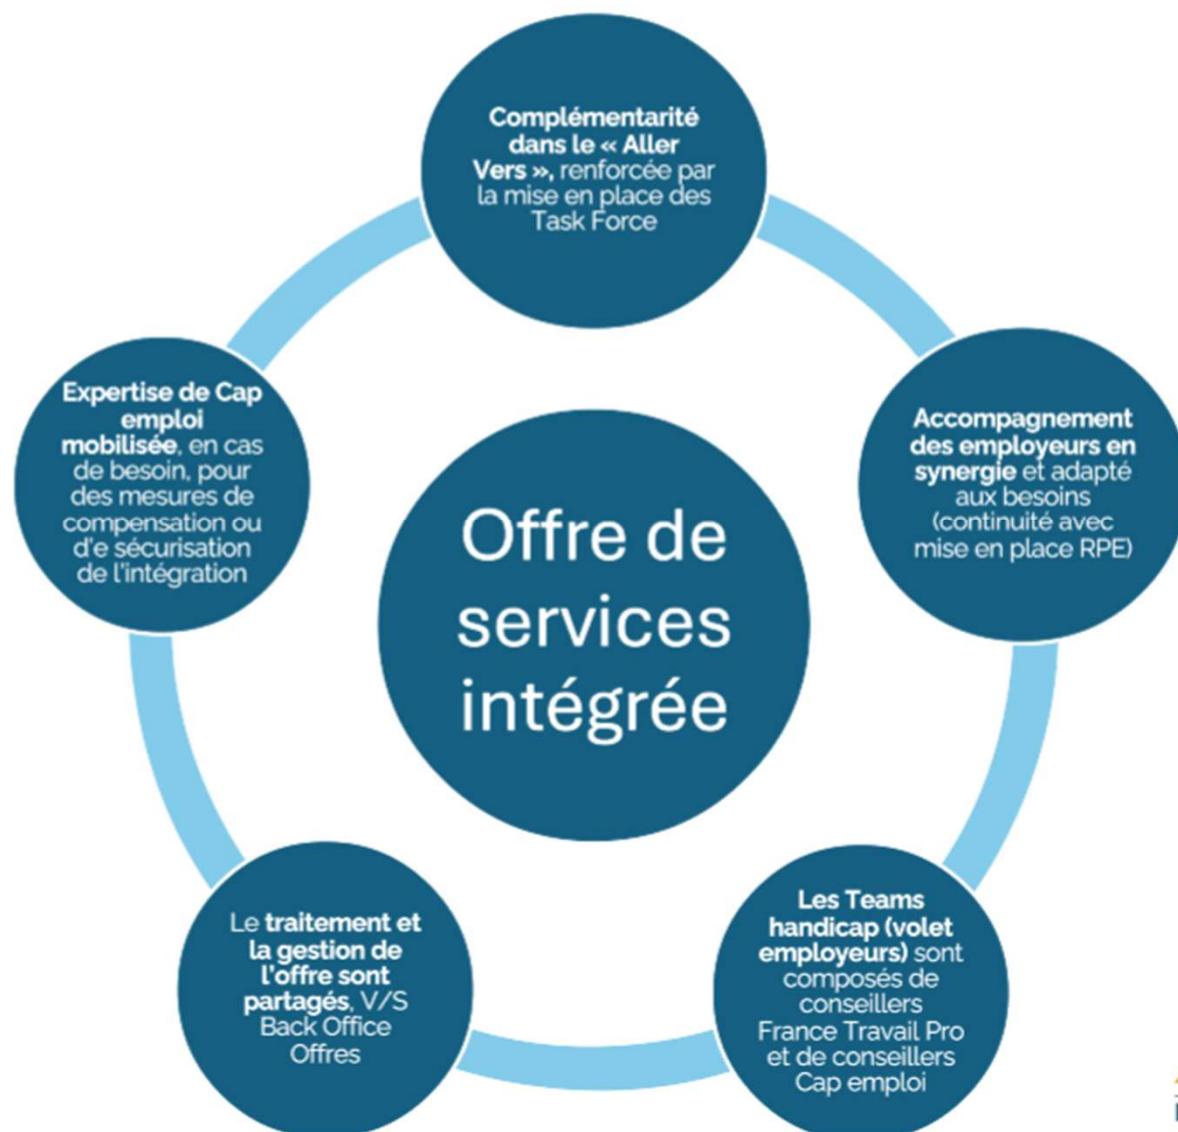 Complémentarité
dans le « Aller
Vers », renforcée par
la mise en place des
Task Force
Accompagnement
des employeurs en
synergie et adapté
aux besoins
(continuité avec
mise en place RPE)
Les Teams
handicap (volet
employeurs) sont
composés de
conseillers
France Travail Pro
et de conseillers
Cap emploi
Le traitement et
la gestion de
l'offre sont
partagés, V/S
Back Office
Offres
Expertise de Cap
emploi
mobilisée, en cas
de besoin, pour
des mesures de
compensation ou
d'e sécurisation
de l'intégration
Offre de
services
intégrée